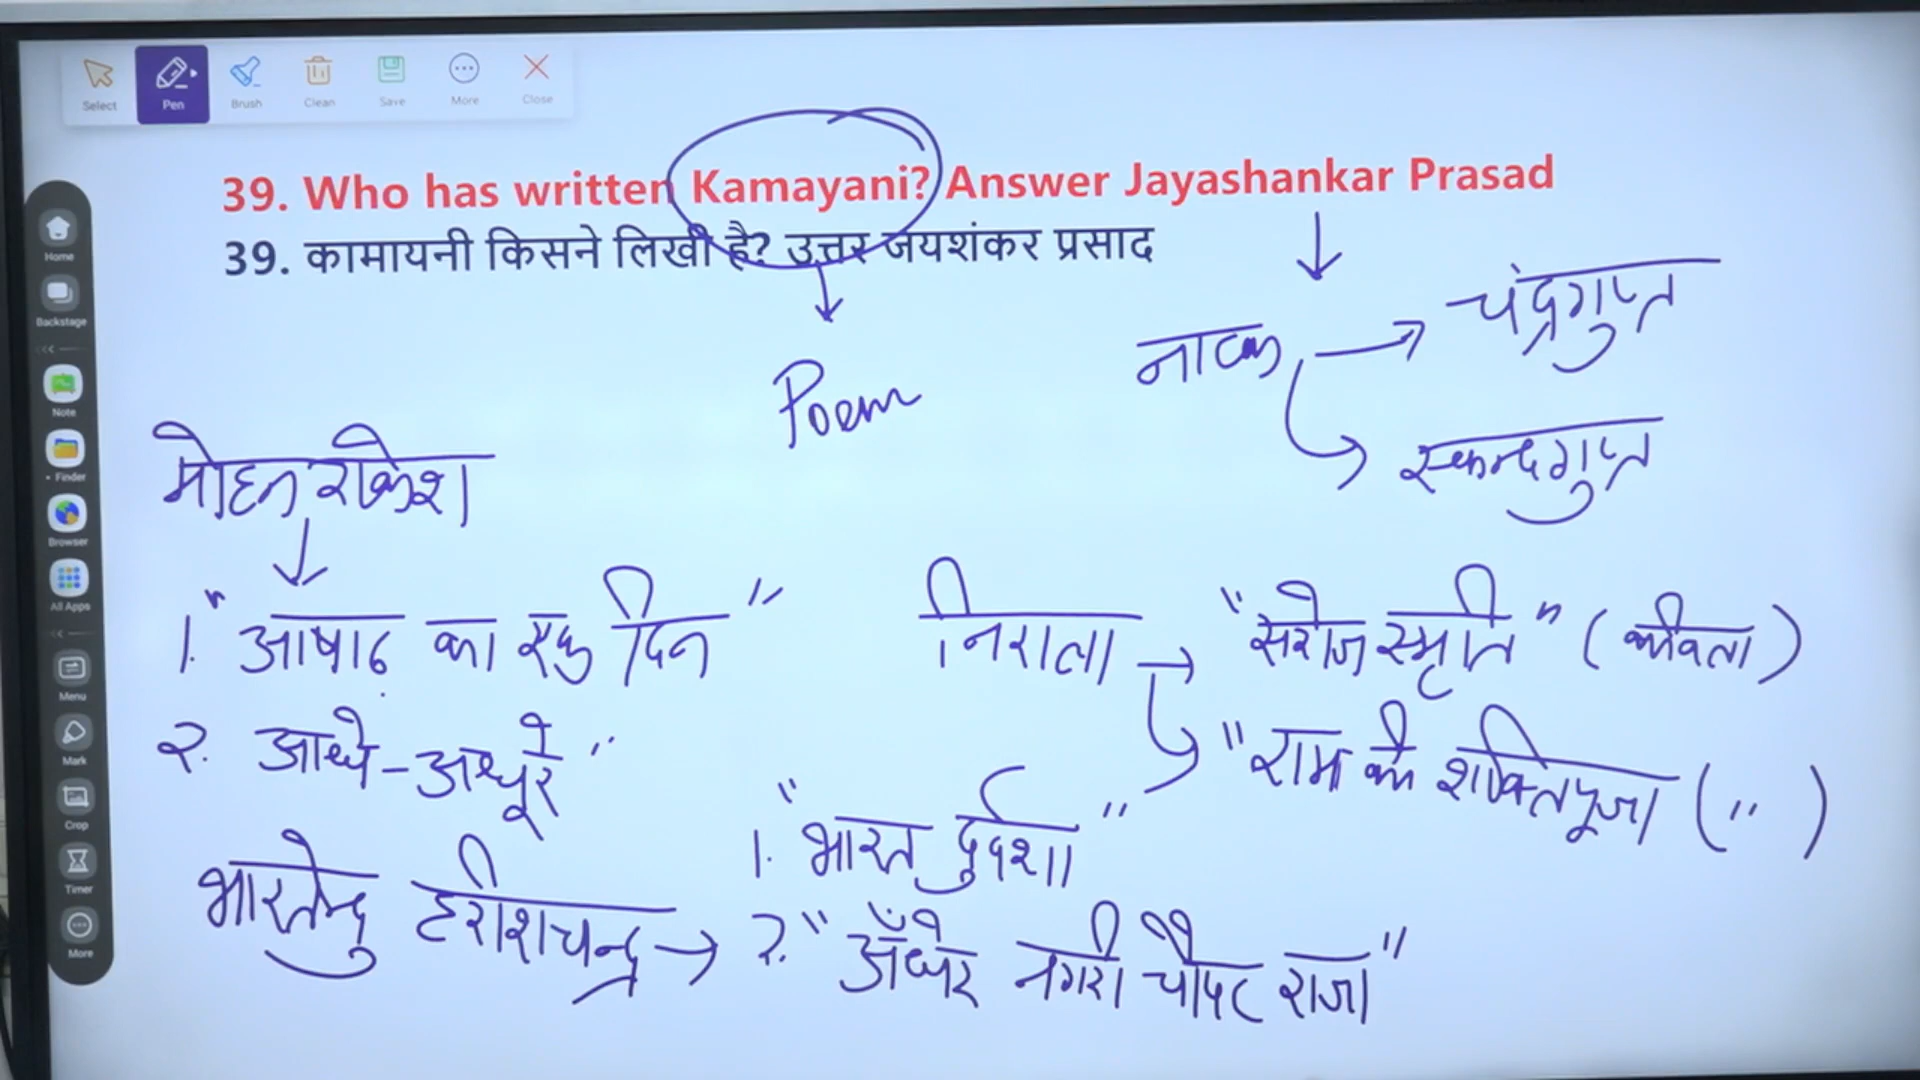 Select Pen Brush Clean Save More Close
39. Who has written Kamayani? Answer Jayashankar Prasad
39. कामायनी किसने लिखी है? उत्तर जयशंकर प्रसाद
Home
Backstage
Note
Finder
Browser
All Apps
Menu
Mark
Crop
Timer
More
Poem
नाटक → चंद्रगुप्त
स्कन्दगुप्त
मोहन राकेश
1. "आषाढ का एक दिन"
२. आधे-अधूरे"
निराला → "सरोज स्मृति" (कविता)
"राम की शक्तिपूजा (")
भारतेन्दु हरीशचन्द्र →
1. "भारत दुर्दशा"
2. "अँधेर नगरी चौपट राजा"